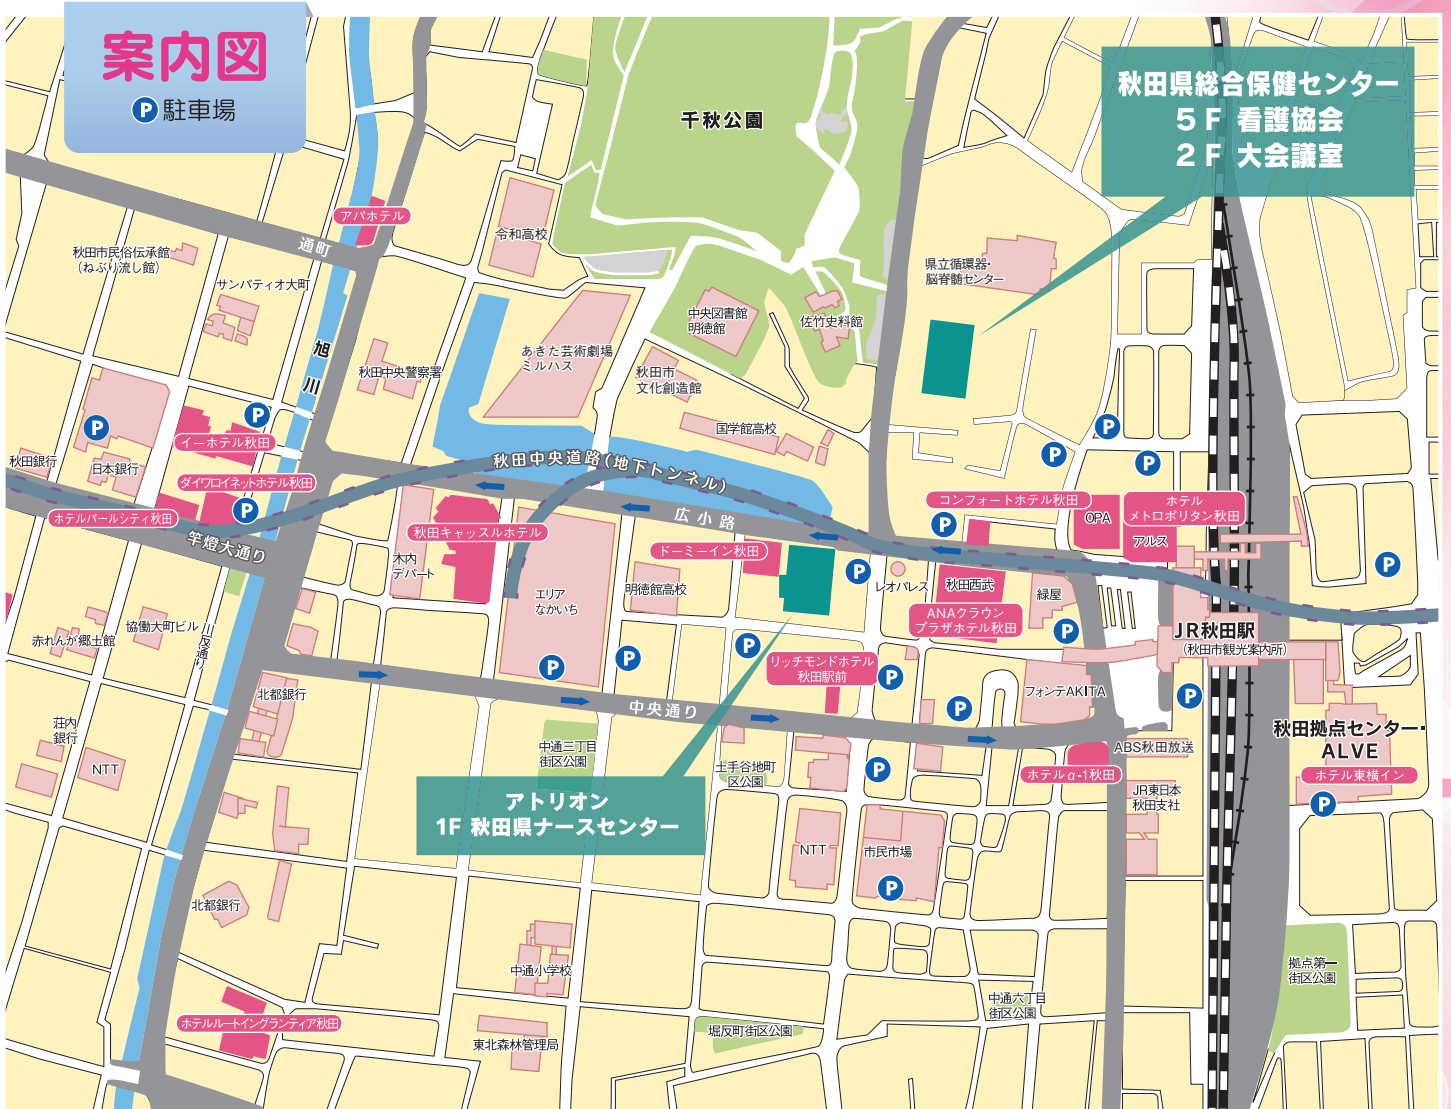 案内図
P 駐車場
千秋公園
秋田県総合保健センター
5F 看護協会
2F 大会議室
アパホテル
通町
令和高校
秋田市民俗伝承館
（ねぶり流し館）
サンパティオ大町
県立循環器・
脳脊髄センター
中央図書館
明徳館
佐竹史料館
旭川
あきた芸術劇場
ミルハス
秋田中央警察署
秋田市
文化創造館
国学館高校
P
P
イーホテル秋田
秋田銀行
日本銀行
ダイワロイネットホテル秋田
P
ホテルパールシティ秋田
竿燈大通り
秋田中央道路（地下トンネル）
広小路
P
P
P
コンフォートホテル秋田
P
OPA
ホテル
メトロポリタン秋田
アルス
秋田キャッスルホテル
木内
デパート
エリア
なかいち
ドーミーイン秋田
明徳館高校
P
レオパレス
秋田西武
緑屋
P
ANAクラウン
プラザホテル秋田
P
JR秋田駅
（秋田市観光案内所）
赤れんが郷土館
協働大町ビル
川反通り
P
P
P
リッチモンドホテル
秋田駅前
P
P
フォンテAKITA
P
北都銀行
中央通り
荘内
銀行
NTT
中通三丁目
街区公園
土手谷地町
区公園
P
ABS秋田放送
ホテルα-1秋田
秋田拠点センター・
ALVE
ホテル東横イン
P
JR東日本
秋田支社
アトリオン
1F 秋田県ナースセンター
NTT
市民市場
P
北都銀行
中通小学校
拠点第一
街区公園
中通六丁目
街区公園
ホテルルートイングランティア秋田
東北森林管理局
堀反町街区公園